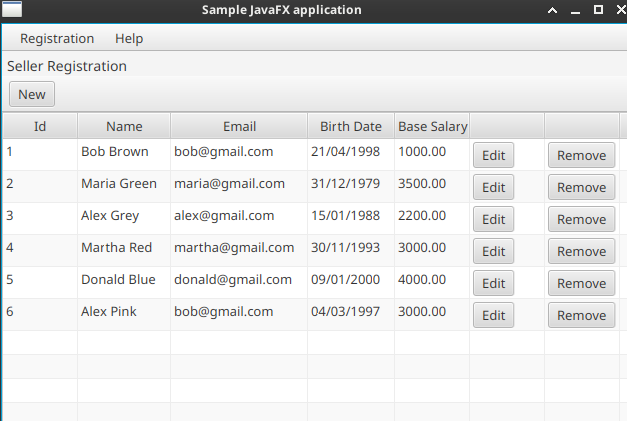 Sample JavaFX application
Registration Help
Seller Registration
New
Id Name Email Birth Date Base Salary
1 Bob Brown bob@gmail.com 21/04/1998 1000.00 Edit Remove
2 Maria Green maria@gmail.com 31/12/1979 3500.00 Edit Remove
3 Alex Grey alex@gmail.com 15/01/1988 2200.00 Edit Remove
4 Martha Red martha@gmail.com 30/11/1993 3000.00 Edit Remove
5 Donald Blue donald@gmail.com 09/01/2000 4000.00 Edit Remove
6 Alex Pink bob@gmail.com 04/03/1997 3000.00 Edit Remove